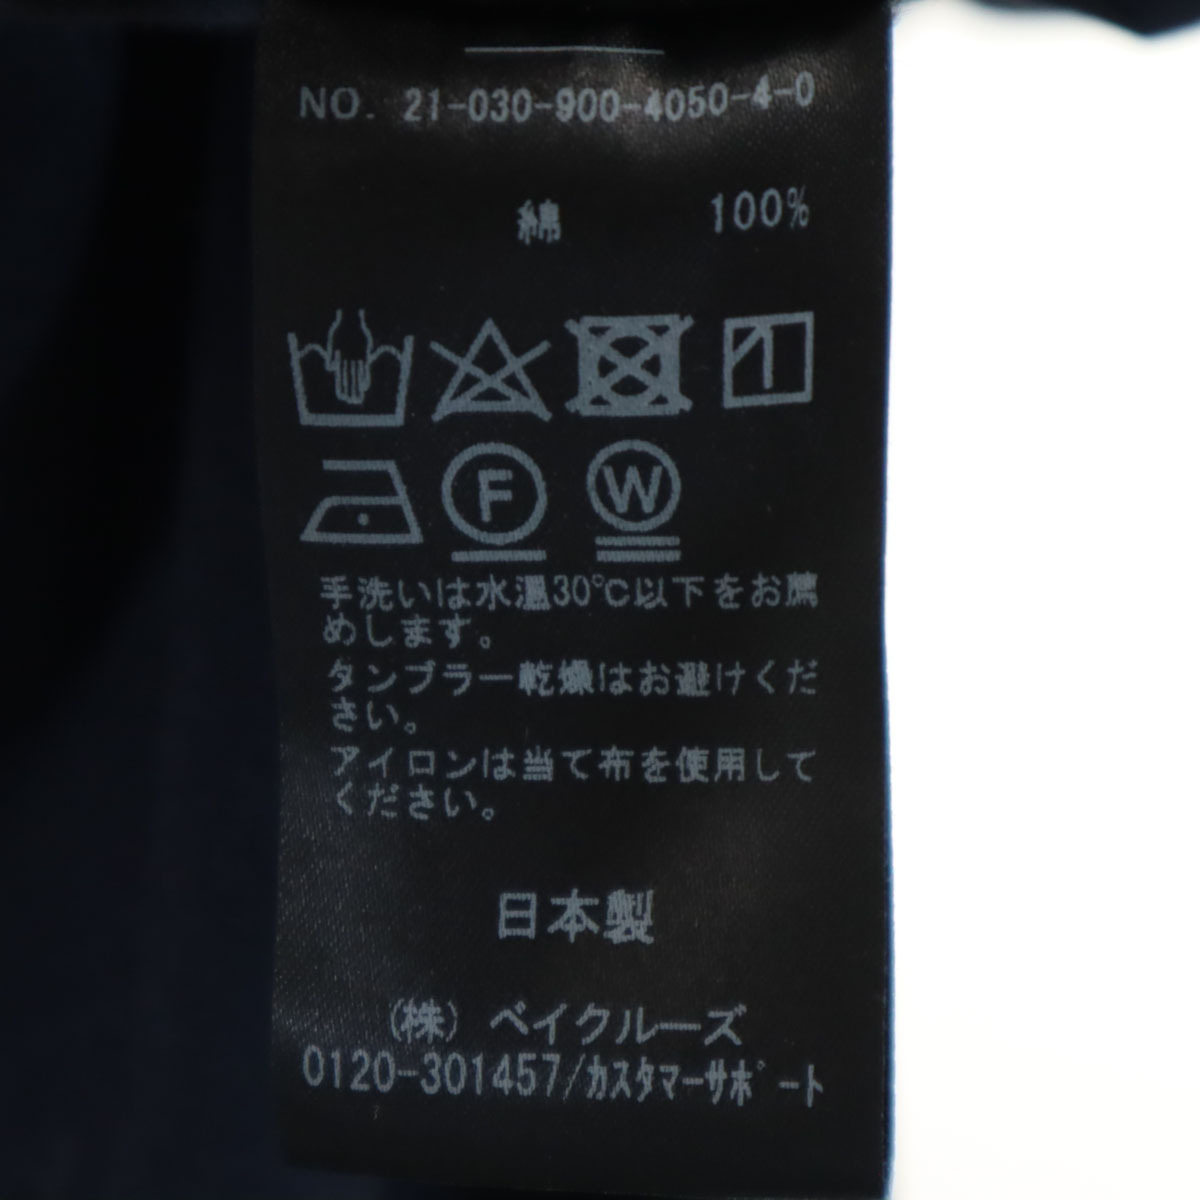 NO. 21-030-900-4050-4-0
綿 100%
F W
手洗いは水温30℃以下をお薦
めします。
タンブラー乾燥はお避けくだ
さい。
アイロンは当て布を使用して
ください。
日本製
(株) ベイクルーズ
0120-301457/ｶｽﾀﾏｰｻﾎﾟｰﾄ